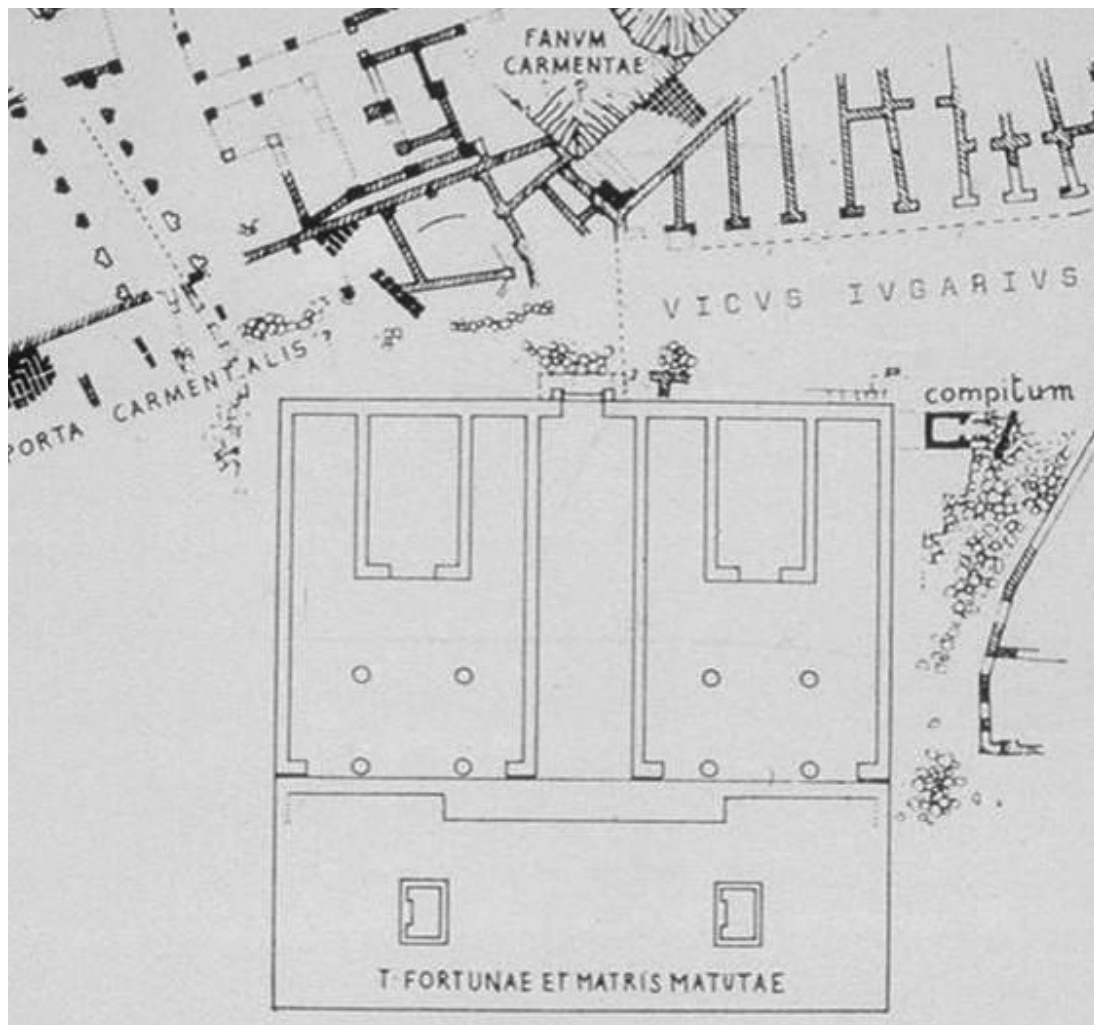 FANVM
CARMENTAE
VICVS IVGARIVS
PORTA CARMENTALIS?
compitum
T. FORTUNAE ET MATRIS MATUTAE